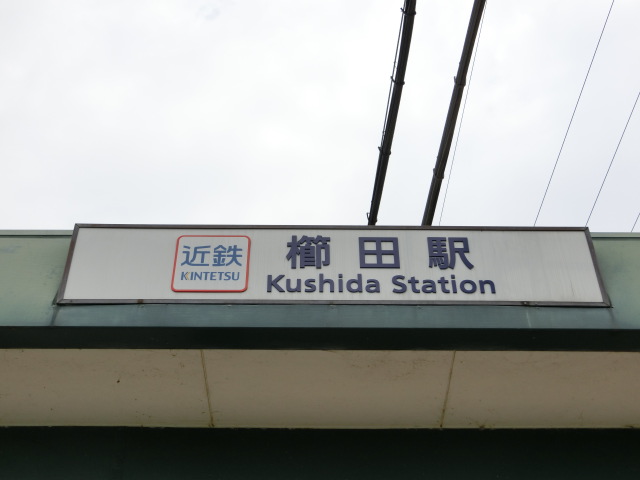 近鉄
KINTETSU
櫛田駅
Kushida Station